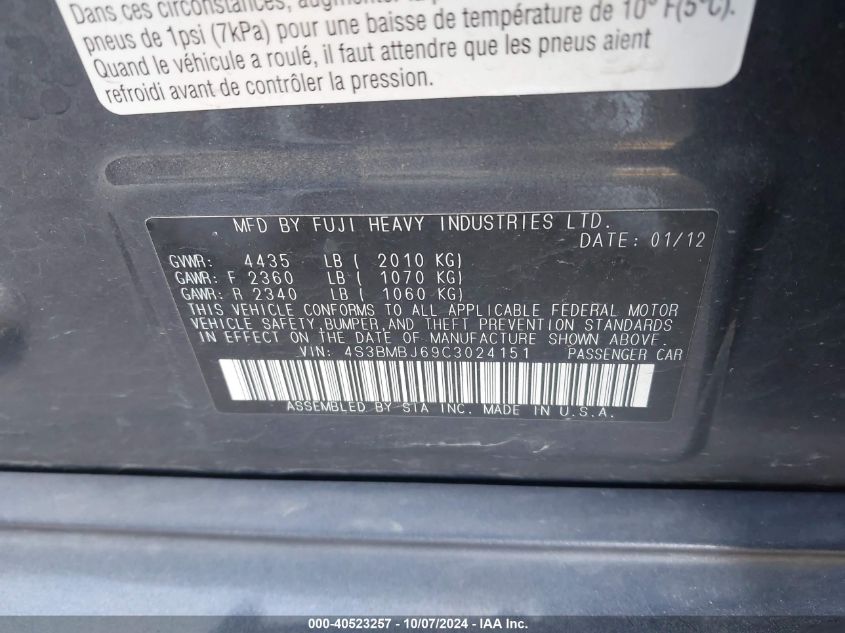 Dans ces circonstances, augmenter la
pneus de 1psi (7kPa) pour une baisse de température de 10° F(5°C).
Quand le véhicule a roulé, il faut attendre que les pneus aient
refroidi avant de contrôler la pression.
MFD BY FUJI HEAVY INDUSTRIES LTD.
DATE: 01/12
GVWR: 4435 LB ( 2010 KG)
GAWR: F 2360 LB ( 1070 KG)
GAWR: R 2340 LB ( 1060 KG)
THIS VEHICLE CONFORMS TO ALL APPLICABLE FEDERAL MOTOR
VEHICLE SAFETY,BUMPER,AND THEFT PREVENTION STANDARDS
IN EFFECT ON THE DATE OF MANUFACTURE SHOWN ABOVE.
VIN: 4S3BMBJ69C3024151 PASSENGER CAR
ASSEMBLED BY SIA INC. MADE IN U.S.A.
000-40523257 - 10/07/2024 - IAA Inc.